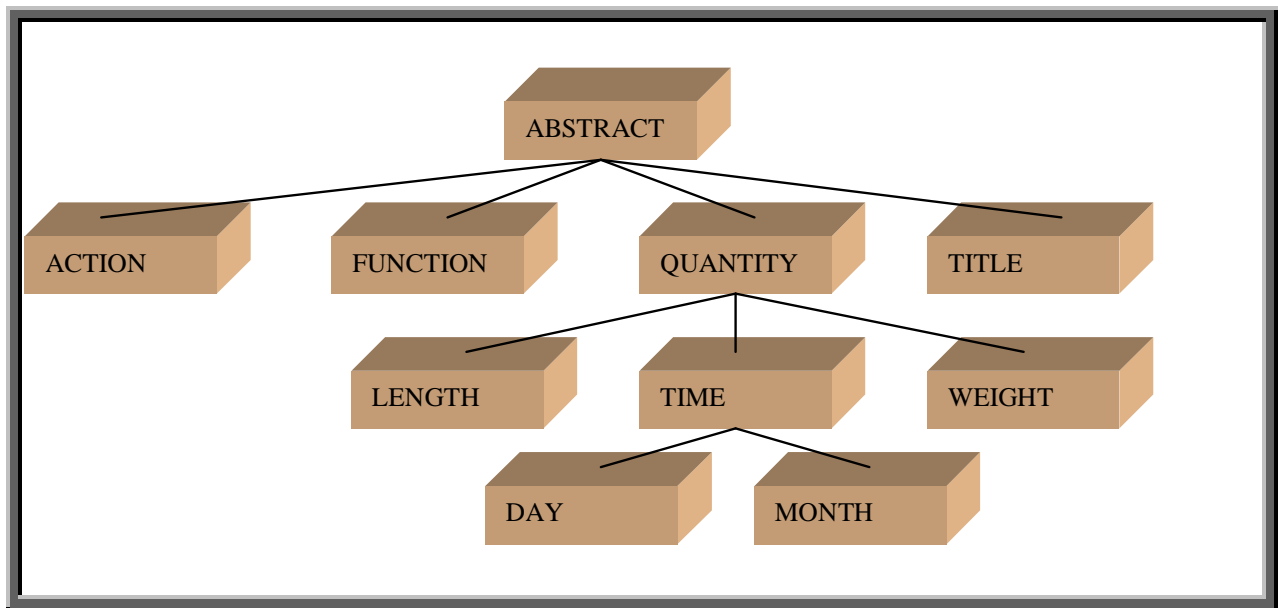 ABSTRACT
ACTION
FUNCTION
QUANTITY
TITLE
LENGTH
TIME
WEIGHT
DAY
MONTH